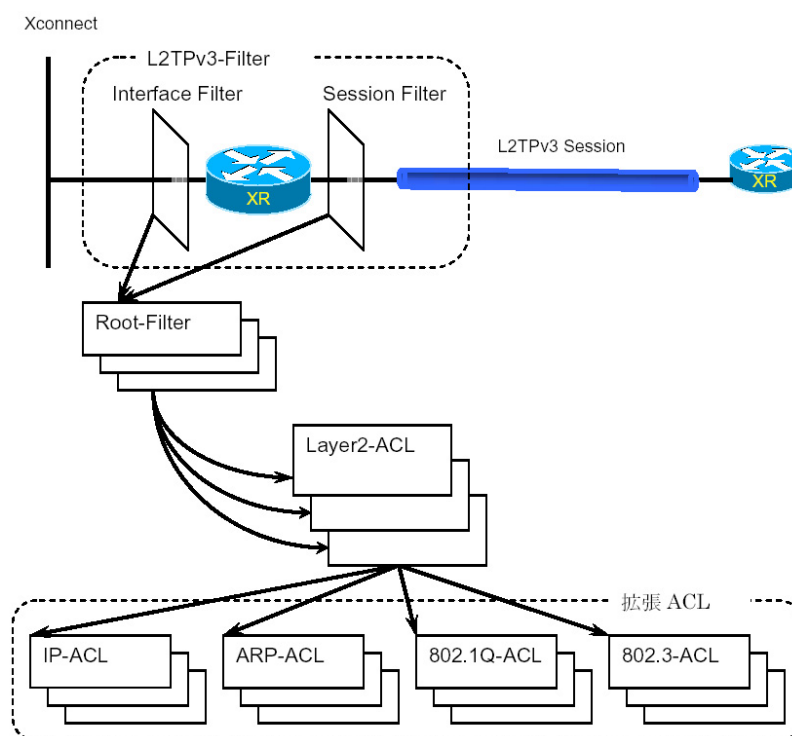 Xconnect
L2TPv3-Filter
Interface Filter
Session Filter
L2TPv3 Session
XR
XR
Root-Filter
Layer2-ACL
拡張 ACL
IP-ACL
ARP-ACL
802.1Q-ACL
802.3-ACL